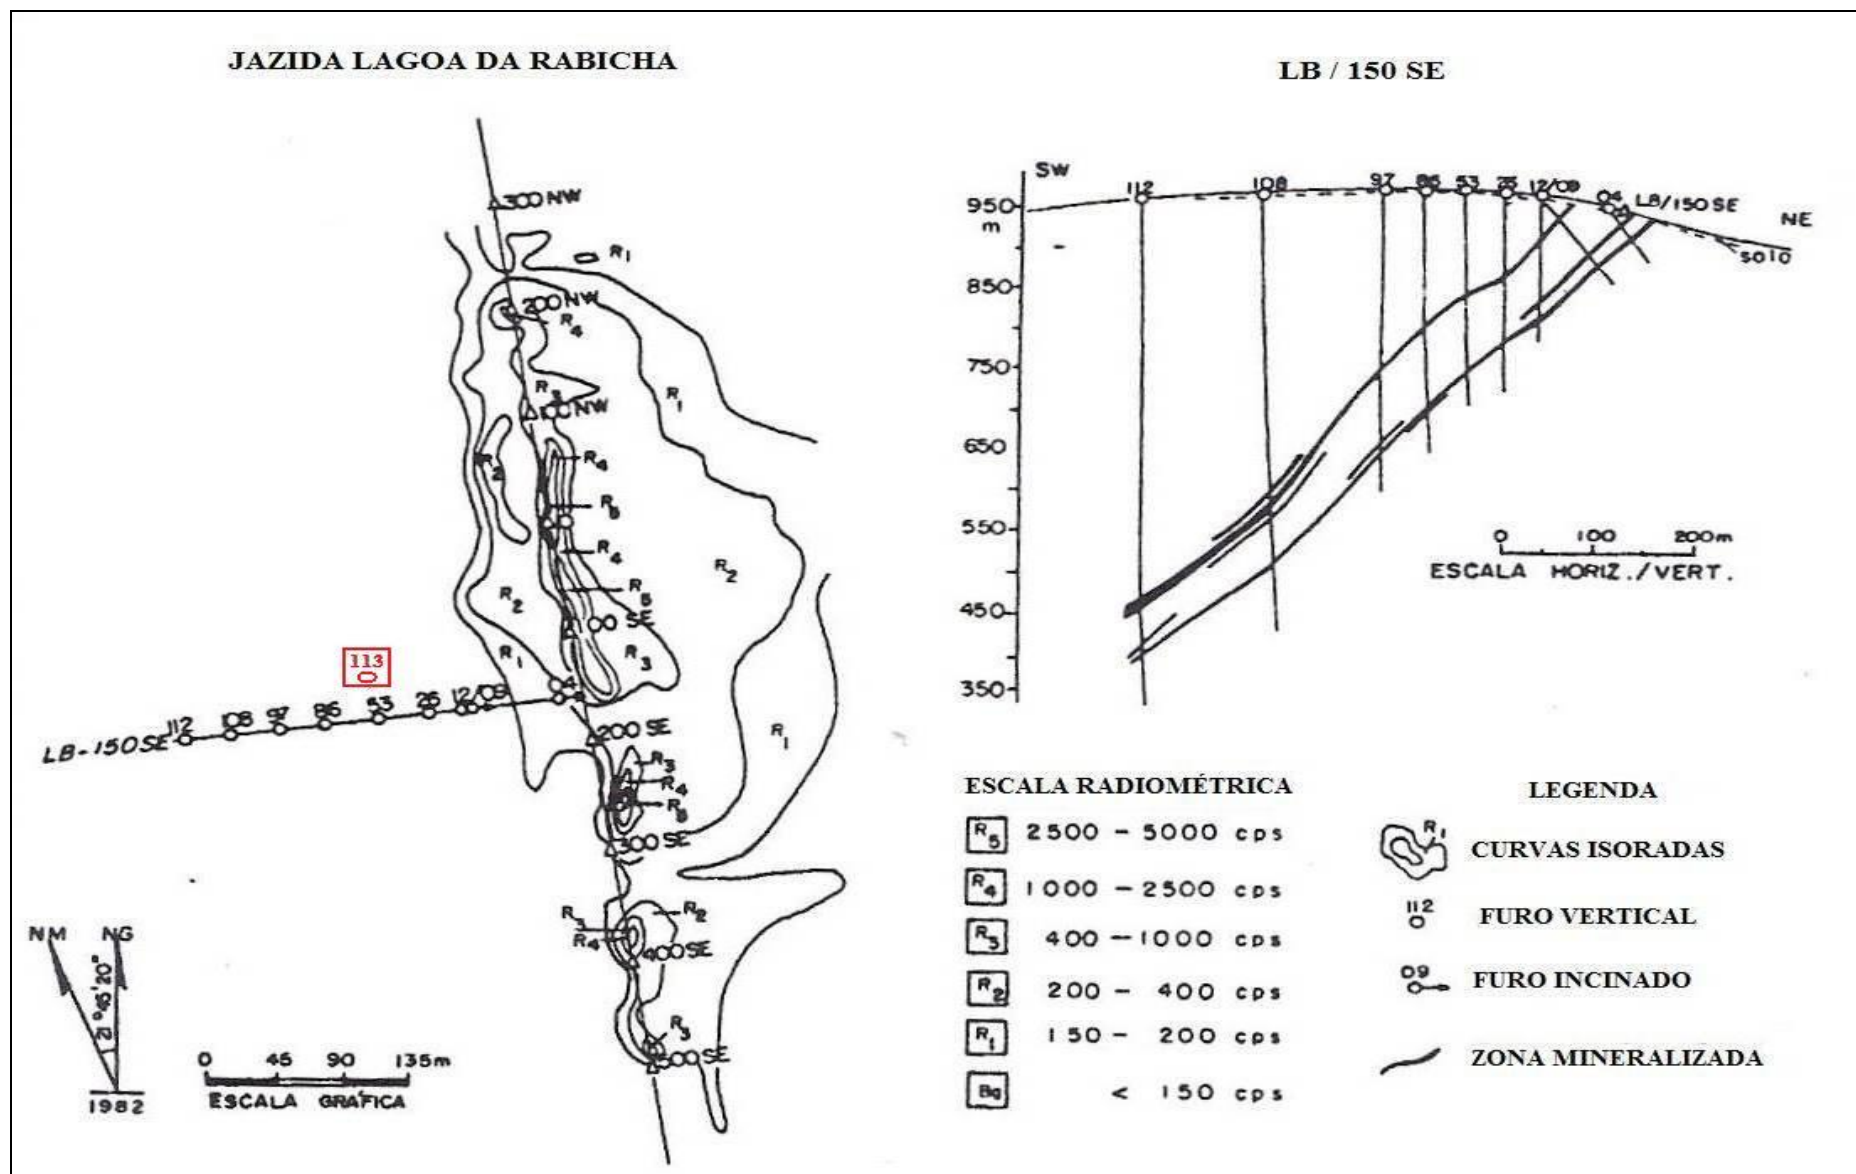 JAZIDA LAGOA DA RABICHA
300 NW
R1
200 NW
R4
R3
100 NW
R1
R4
R2
R5
R4
R2
R5
R2
00 SE
R1
R3
113
04
112 108 97 86 53 26 12/09
LB-150SE
200 SE
R1
R3
R4
R5
300 SE
R3
R2
R4
400 SE
R3
500 SE
NM NG
21°45'20"
1982
0 45 90 135m
ESCALA GRÁFICA
LB / 150 SE
SW
112 108 97 86 53 25 12/09 04
LB/150SE
NE
solo
950
m
850
750
650
550
450
350
0 100 200m
ESCALA HORIZ./VERT.
ESCALA RADIOMÉTRICA
R5 2500 - 5000 cps
R4 1000 - 2500 cps
R3 400 - 1000 cps
R2 200 - 400 cps
R1 150 - 200 cps
Bg < 150 cps
LEGENDA
R1
CURVAS ISORADAS
112
FURO VERTICAL
09
FURO INCINADO
ZONA MINERALIZADA